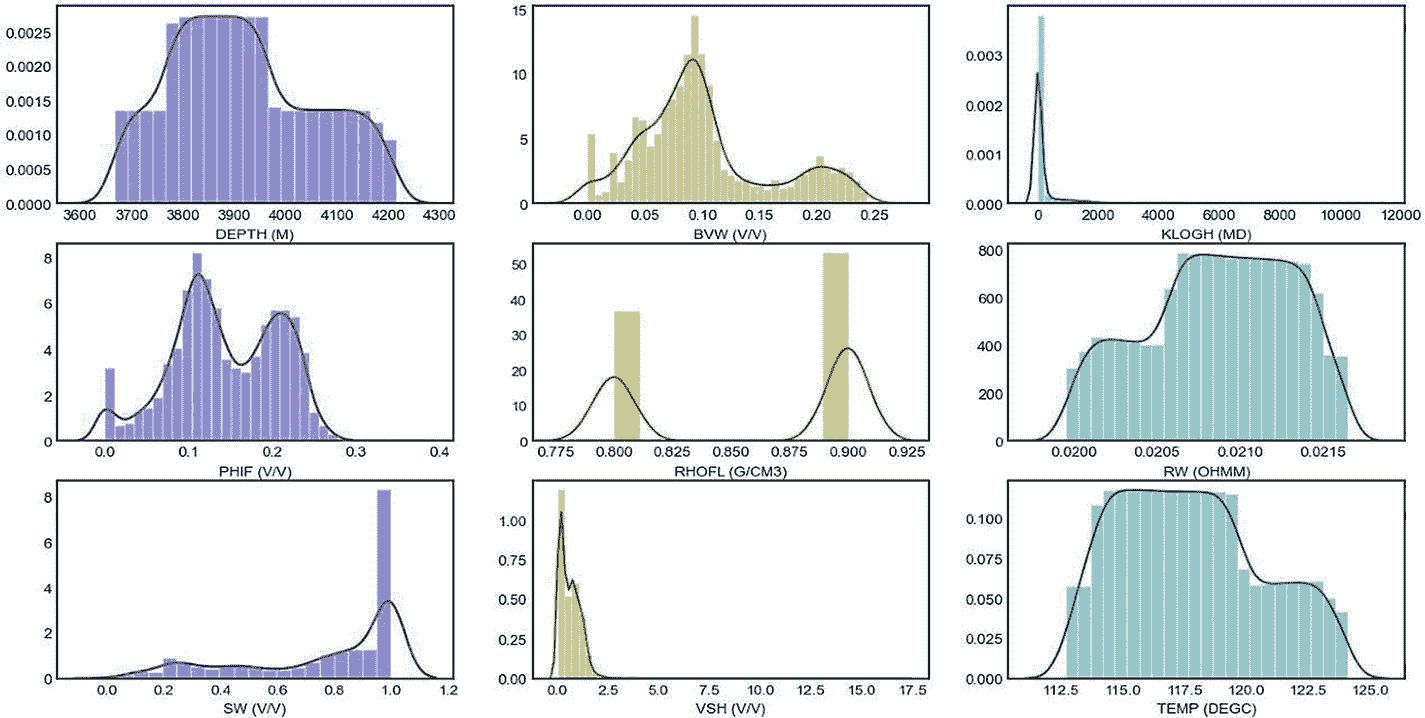 0.0025
0.0020
0.0015
0.0010
0.0005
0.0000
3600 3700 3800 3900 4000 4100 4200 4300
DEPTH (M)
15
10
5
0
0.00 0.05 0.10 0.15 0.20 0.25
BVW (V/V)
0.003
0.002
0.001
0.000
0 2000 4000 6000 8000 10000 12000
KLOGH (MD)
8
6
4
2
0
0.0 0.1 0.2 0.3 0.4
PHIF (V/V)
50
40
30
20
10
0
0.775 0.800 0.825 0.850 0.875 0.900 0.925
RHOFL (G/CM3)
800
600
400
200
0
0.0200 0.0205 0.0210 0.0215
RW (OHMM)
8
6
4
2
0
0.0 0.2 0.4 0.6 0.8 1.0 1.2
SW (V/V)
1.00
0.75
0.50
0.25
0.00
0.0 2.5 5.0 7.5 10.0 12.5 15.0 17.5
VSH (V/V)
0.100
0.075
0.050
0.025
0.000
112.5 115.0 117.5 120.0 122.5 125.0
TEMP (DEGC)